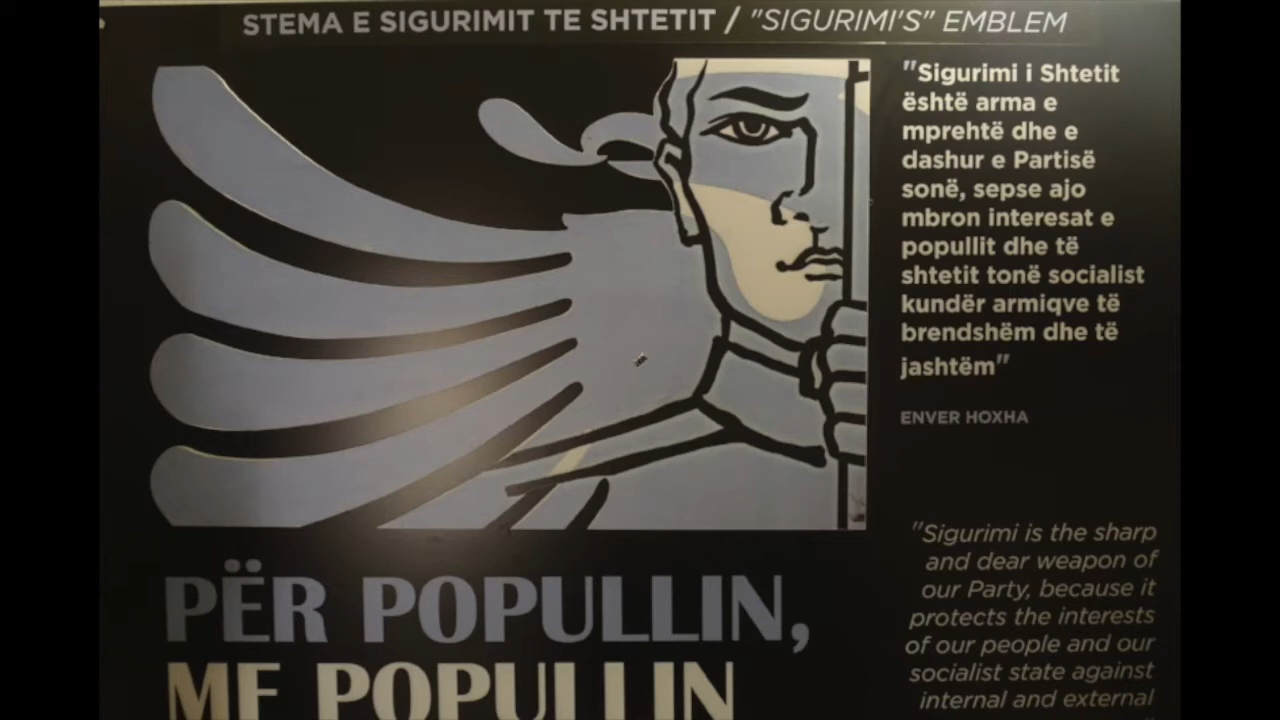 STEMA E SIGURIMIT TE SHTETIT / "SIGURIMI'S" EMBLEM
"Sigurimi i Shtetit
është arma e
mprehtë dhe e
dashur e Partisë
sonë, sepse ajo
mbron interesat e
popullit dhe të
shtetit tonë socialist
kundër armiqve të
brendshëm dhe të
jashtëm"
ENVER HOXHA
"Sigurimi is the sharp
and dear weapon of
our Party, because it
protects the interests
of our people and our
socialist state against
internal and external
PËR POPULLIN,
ME POPULLIN